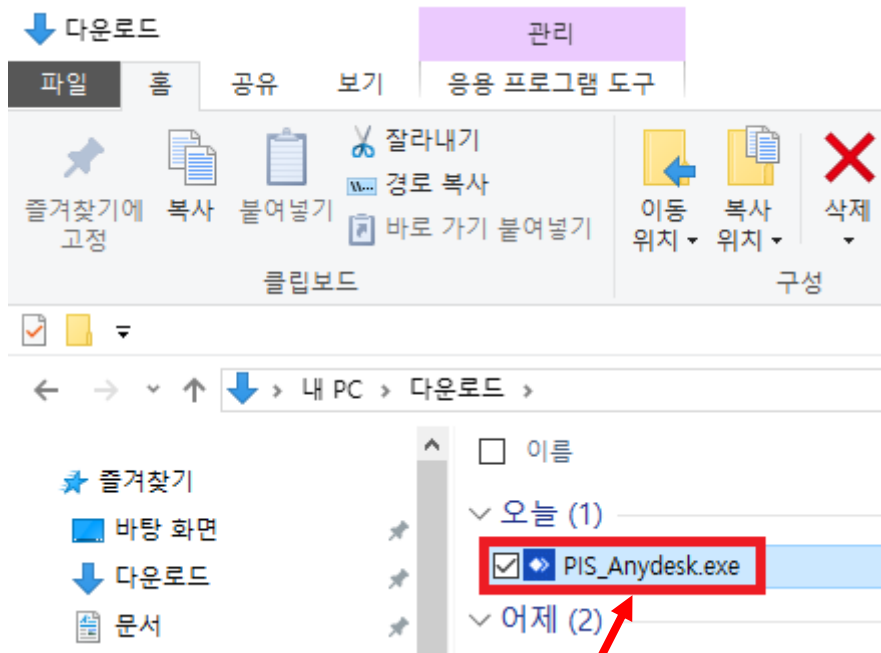 다운로드
관리
파일 홈 공유 보기 응용 프로그램 도구
즐겨찾기에
고정
복사
붙여넣기
잘라내기
경로 복사
바로 가기 붙여넣기
이동
위치
복사
위치
삭제
클립보드
구성
내 PC > 다운로드 >
이름
즐겨찾기
오늘 (1)
바탕 화면
PIS_Anydesk.exe
다운로드
어제 (2)
문서